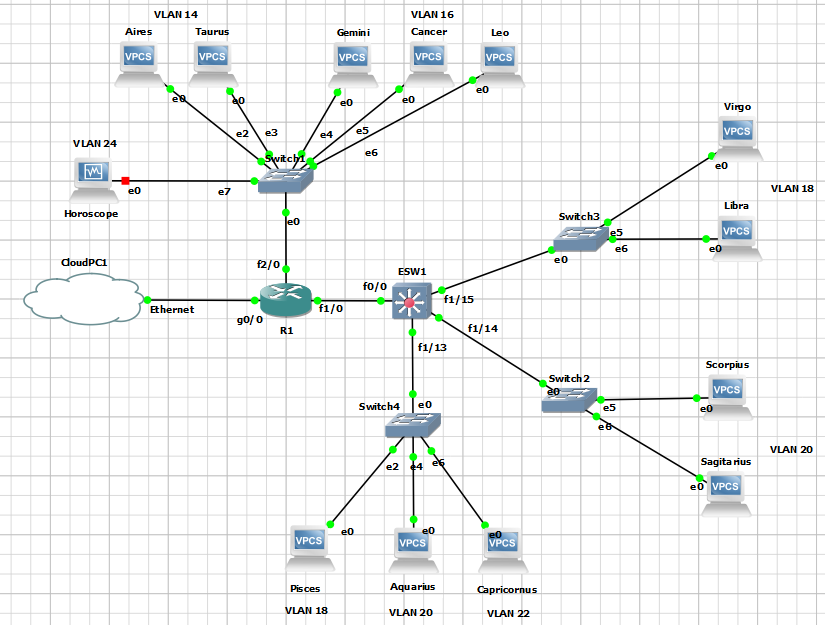 VLAN 14
VLAN 16
Aires
Taurus
Gemini
Cancer
Leo
VPCS
VPCS
VPCS
VPCS
VPCS
e0
e0
e0
e0
e0
e2
e3
e4
e5
e6
Virgo
VPCS
e0
VLAN 24
Switch1
e0
e7
Horoscope
e0
VLAN 18
Libra
VPCS
e0
Switch3
e5
e6
e0
CloudPC1
Ethernet
f2/0
g0/0
R1
f1/0
f0/0
ESW1
f1/15
f1/14
f1/13
Switch2
e0
e5
e6
Scorpius
VPCS
e0
VLAN 20
Sagitarius
VPCS
e0
Switch4
e0
e2
e4
e6
e0
e0
e0
VPCS
VPCS
VPCS
Pisces
Aquarius
Capricornus
VLAN 18
VLAN 20
VLAN 22